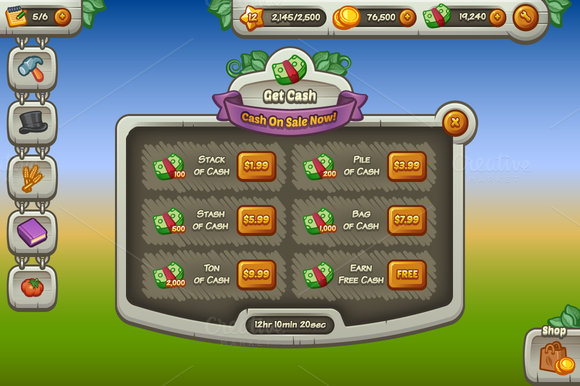 5/6
12
2,145/2,500
76,500
19,240
Get Cash
Cash On Sale Now!
x
100
Stack
of Cash
$1.99
200
Pile
of Cash
$3.99
500
Stash
of Cash
$5.99
1,000
Bag
of Cash
$7.99
2,000
Ton
of Cash
$9.99
Earn
Free Cash
FREE
12hr 10min 20sec
Shop
Creative